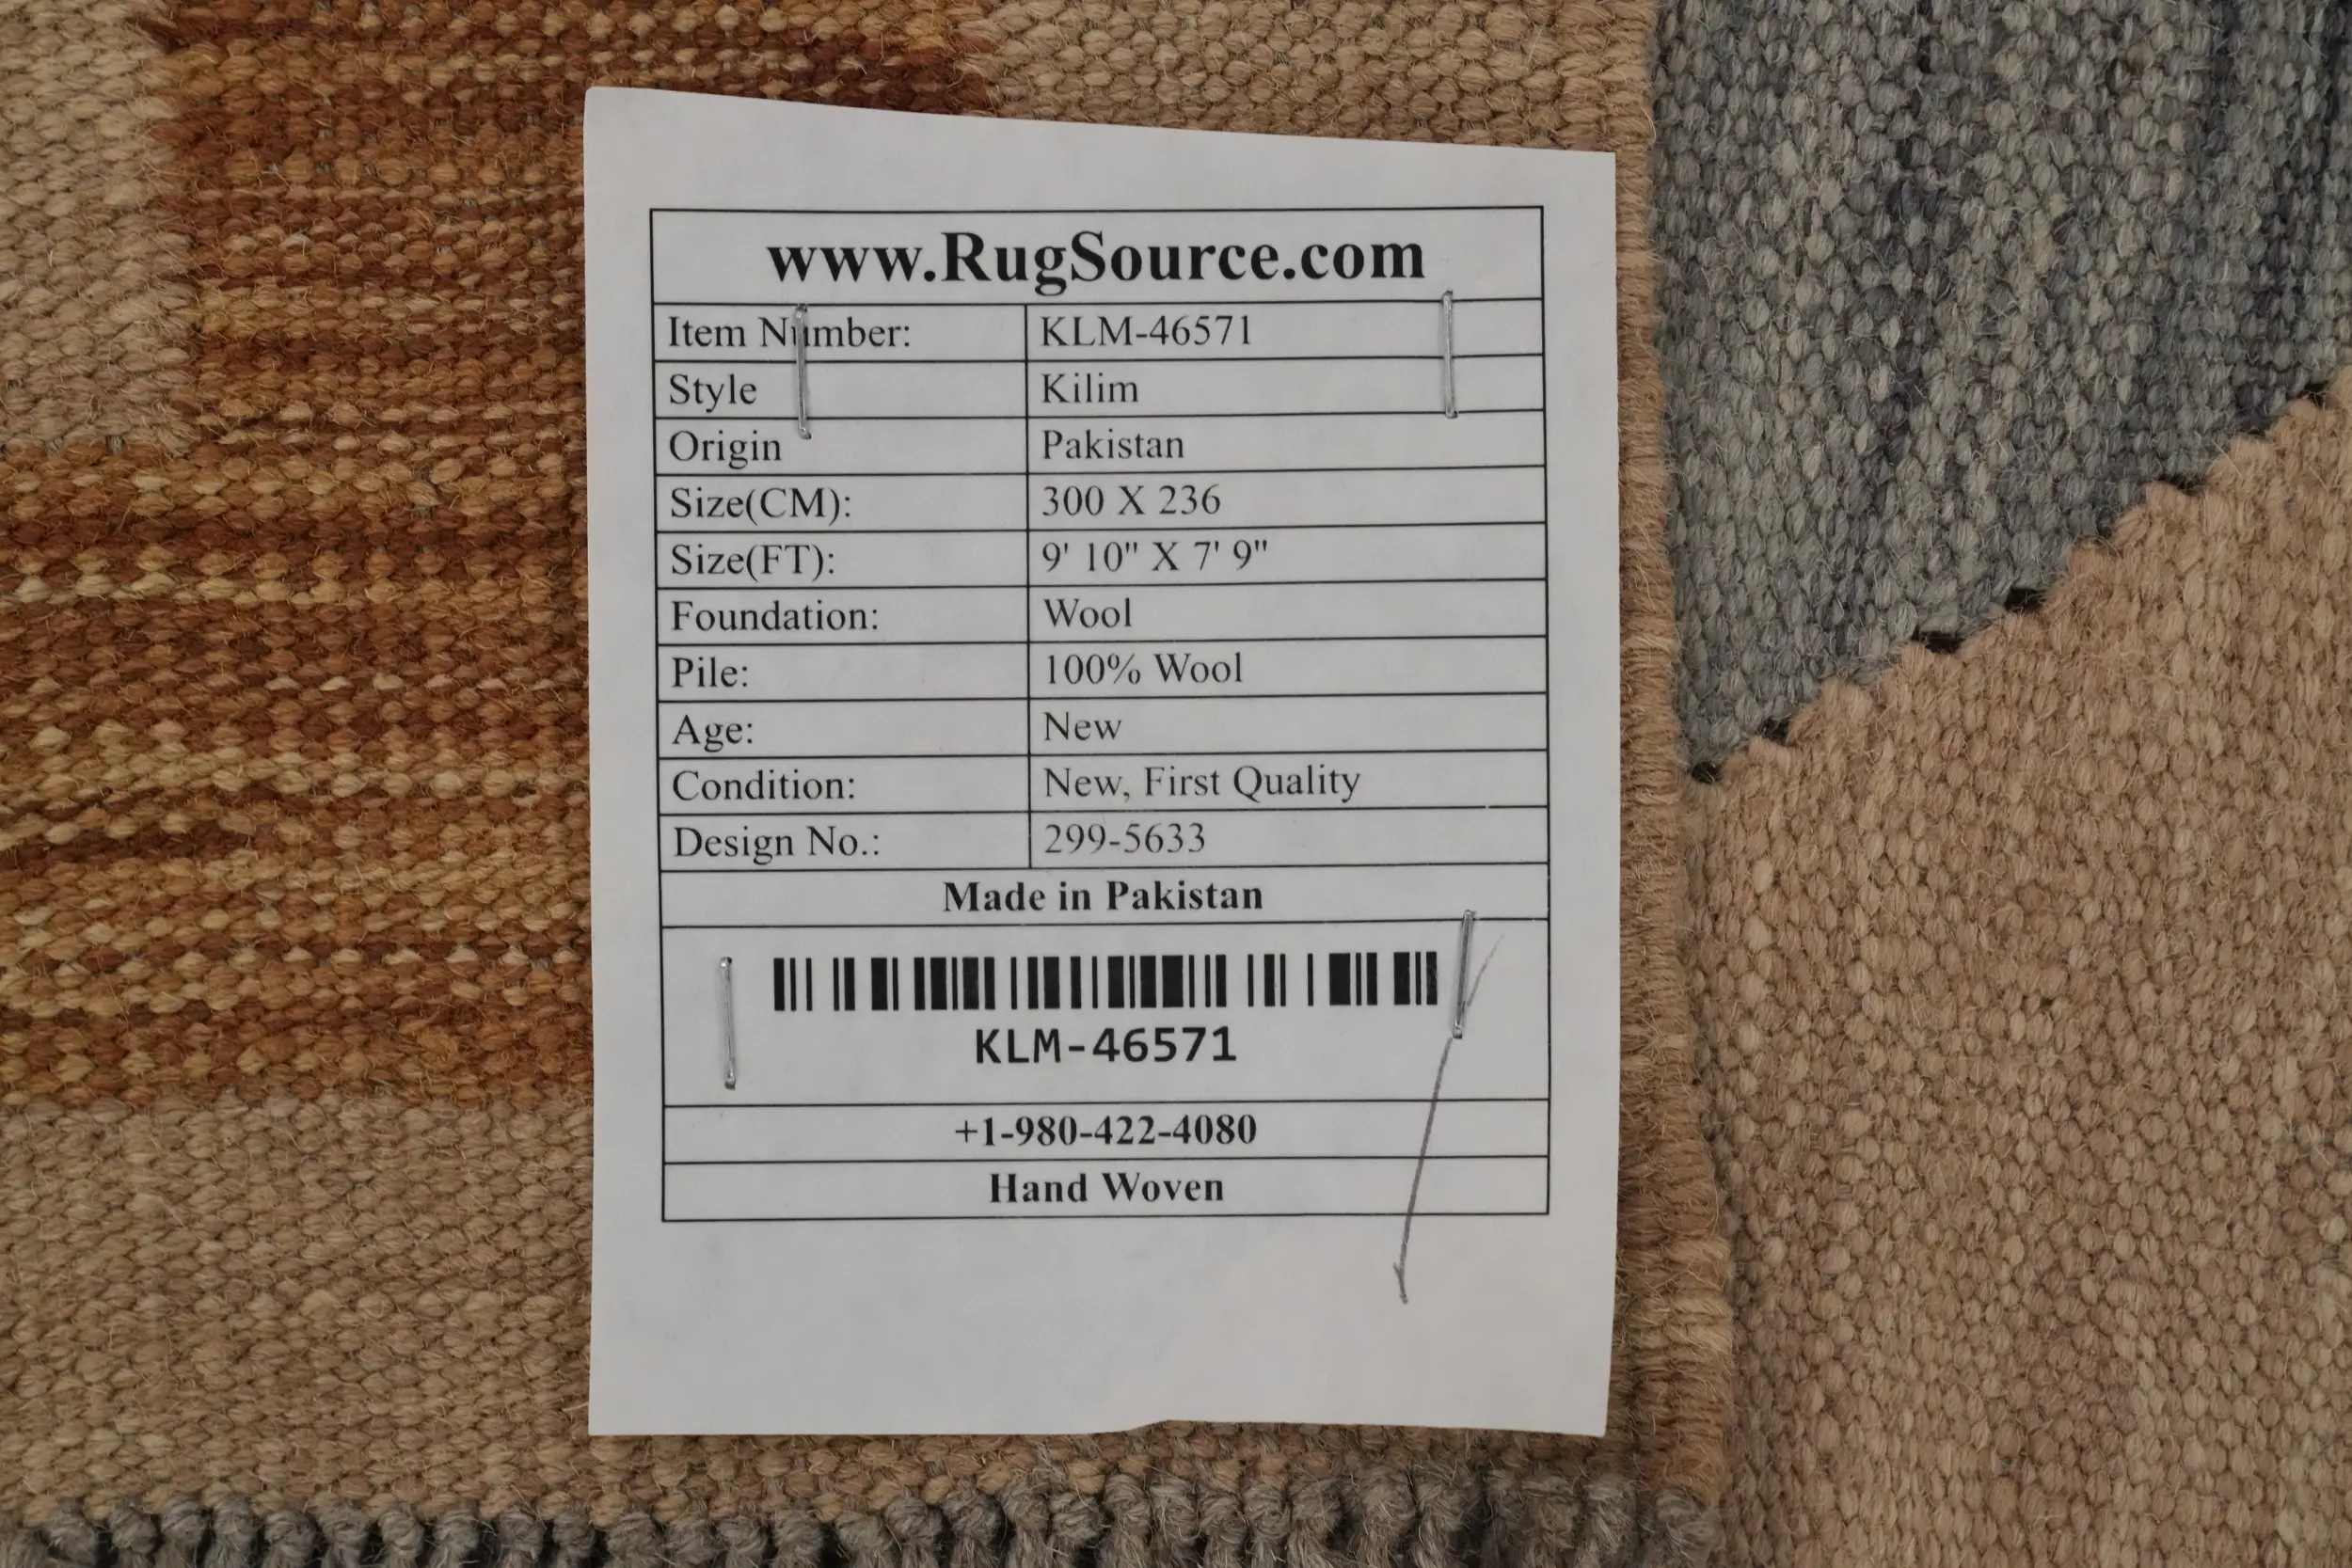 www.RugSource.com
Item Number: KLM-46571
Style Kilim
Origin Pakistan
Size(CM): 300 X 236
Size(FT): 9' 10" X 7' 9"
Foundation: Wool
Pile: 100% Wool
Age: New
Condition: New, First Quality
Design No.: 299-5633
Made in Pakistan
KLM-46571
+1-980-422-4080
Hand Woven